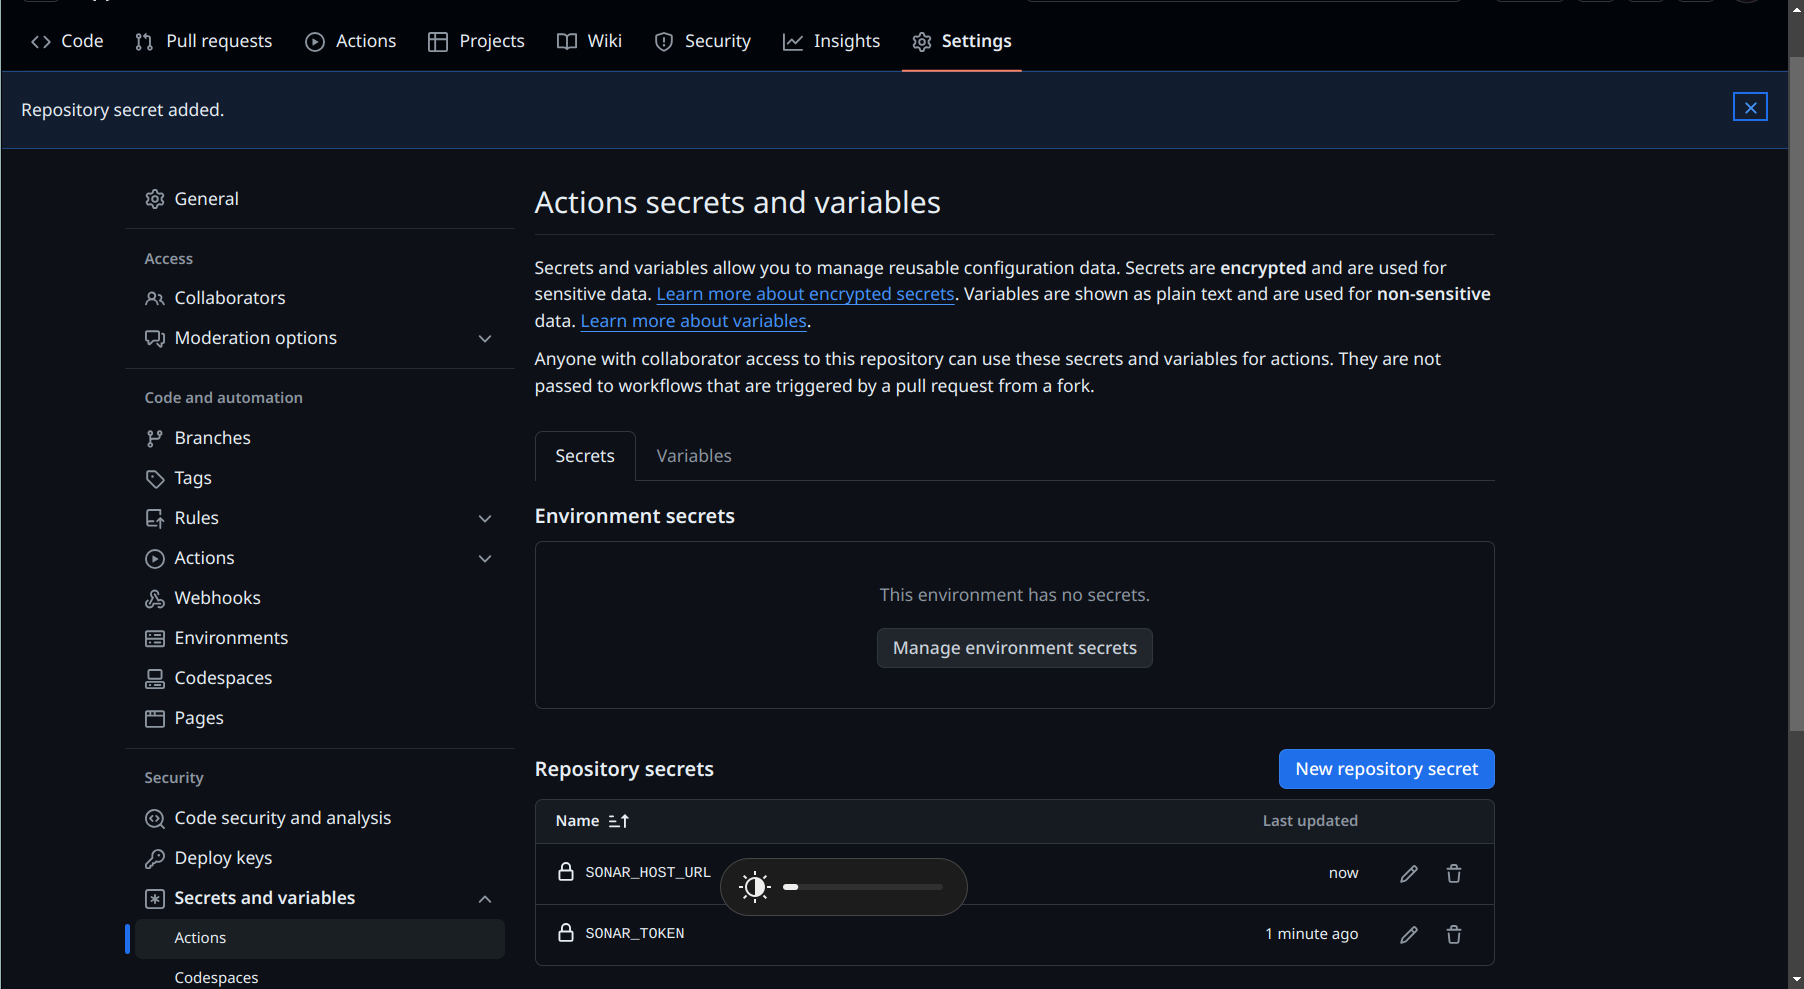 Code Pull requests Actions Projects Wiki Security Insights Settings
Repository secret added.
General
Access
Collaborators
Moderation options
Code and automation
Branches
Tags
Rules
Actions
Webhooks
Environments
Codespaces
Pages
Security
Code security and analysis
Deploy keys
Secrets and variables
Actions
Codespaces
Actions secrets and variables
Secrets and variables allow you to manage reusable configuration data. Secrets are encrypted and are used for
sensitive data. Learn more about encrypted secrets. Variables are shown as plain text and are used for non-sensitive
data. Learn more about variables.
Anyone with collaborator access to this repository can use these secrets and variables for actions. They are not
passed to workflows that are triggered by a pull request from a fork.
Secrets Variables
Environment secrets
This environment has no secrets.
Manage environment secrets
Repository secrets New repository secret
Name Last updated
SONAR_HOST_URL now
SONAR_TOKEN 1 minute ago